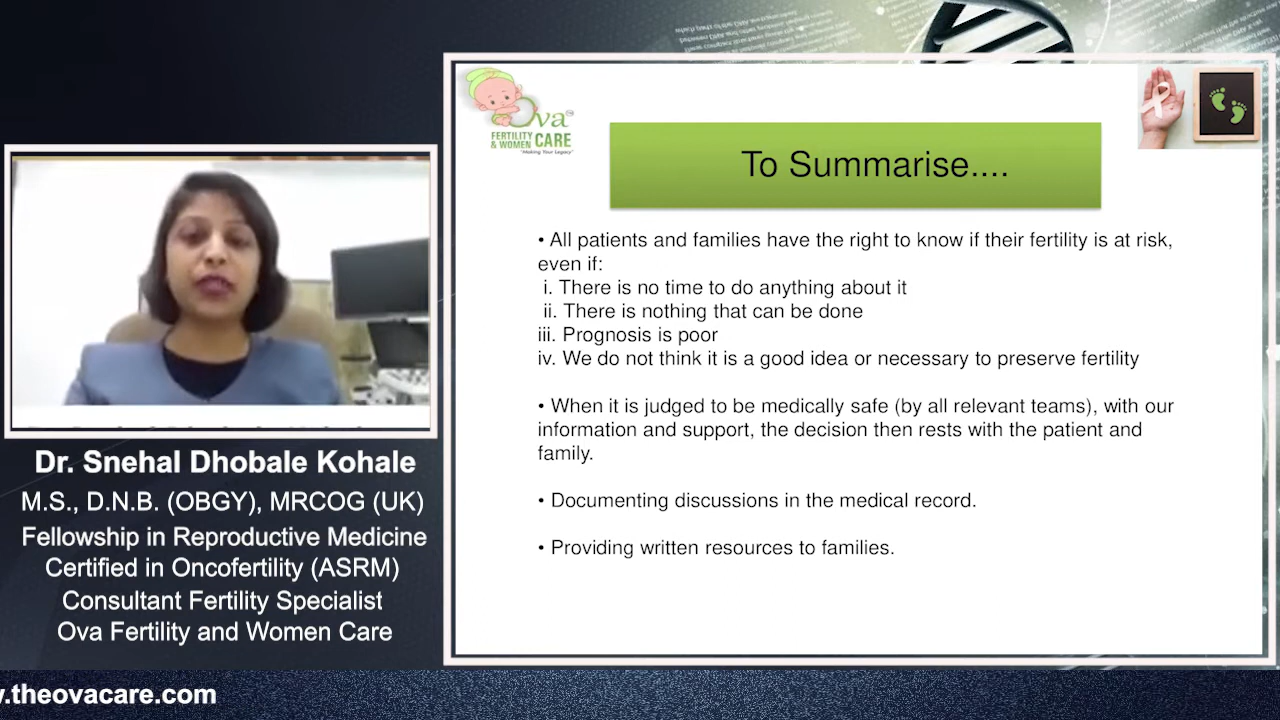 Ova
FERTILITY
& WOMEN CARE
"Making Your Legacy"
To Summarise....
• All patients and families have the right to know if their fertility is at risk,
even if:
i. There is no time to do anything about it
ii. There is nothing that can be done
iii. Prognosis is poor
iv. We do not think it is a good idea or necessary to preserve fertility
• When it is judged to be medically safe (by all relevant teams), with our
information and support, the decision then rests with the patient and
family.
• Documenting discussions in the medical record.
• Providing written resources to families.
Dr. Snehal Dhobale Kohale
M.S., D.N.B. (OBGY), MRCOG (UK)
Fellowship in Reproductive Medicine
Certified in Oncofertility (ASRM)
Consultant Fertility Specialist
Ova Fertility and Women Care
.theovacare.com